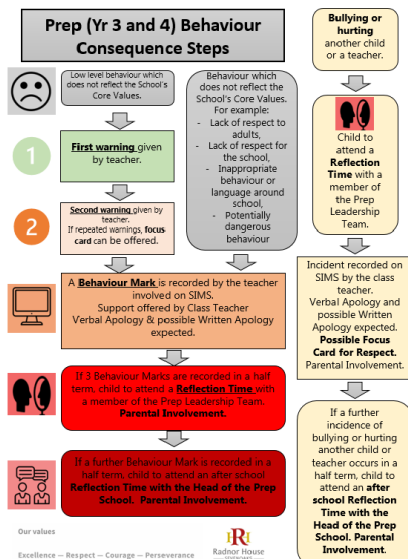 Prep (Yr 3 and 4) Behaviour
Consequence Steps
Low level behaviour which
does not reflect the School's
Core Values.
1
First warning given
by teacher.
2
Second warning given by
teacher.
If repeated warnings, focus
card can be offered.
Behaviour which does
not reflect the
School's Core Values.
For example:
- Lack of respect to
adults,
- Lack of respect for
the school,
- Inappropriate
behaviour or
language around
school,
- Potentially
dangerous
behaviour
A Behaviour Mark is recorded by the teacher
involved on SIMS.
Support offered by Class Teacher
Verbal Apology & possible Written Apology
expected.
If 3 Behaviour Marks are recorded in a half
term, child to attend a Reflection Time with
a member of the Prep Leadership Team.
Parental Involvement.
If a further Behaviour Mark is recorded in a
half term, child to attend an after school
Reflection Time with the Head of the Prep
School. Parental Involvement.
Bullying or
hurting
another child
or a teacher.
Child to
attend a
Reflection
Time with a
member of
the Prep
Leadership
Team.
Incident recorded on
SIMS by the class
teacher.
Verbal Apology and
possible Written
Apology expected.
Possible Focus
Card for Respect.
Parental Involvement.
If a further
incidence of
bullying or hurting
another child or
teacher occurs in a
half term, child to
attend an after
school Reflection
Time with the
Head of the Prep
School. Parental
Involvement.
Our values
Excellence — Respect — Courage — Perseverance
RH
Radnor House